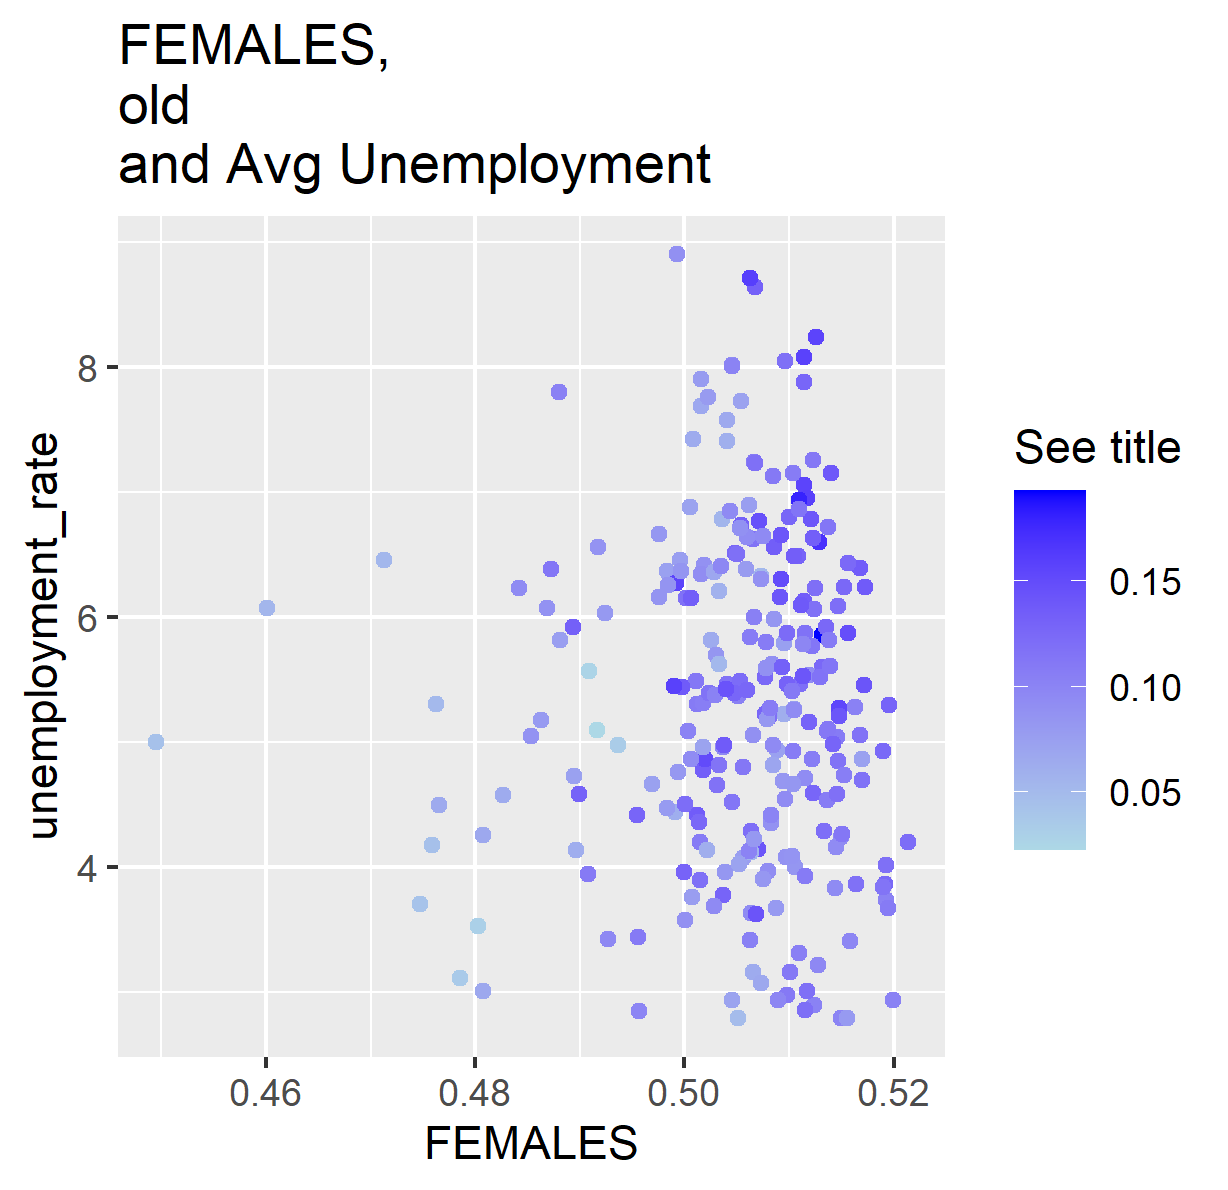 FEMALES,
old
and Avg Unemployment
unemployment_rate
8
6
4
0.46
0.48
0.50
0.52
FEMALES
See title
0.15
0.10
0.05